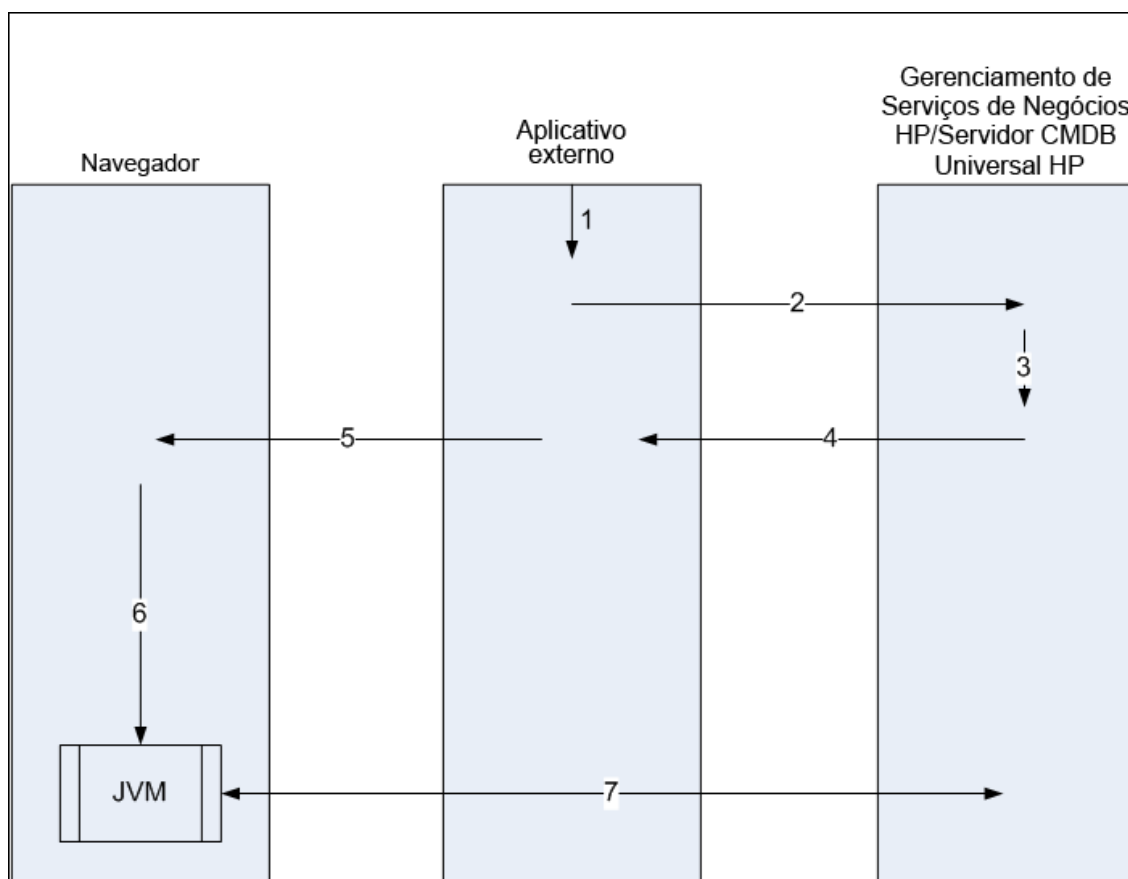 Navegador
Aplicativo
externo
Gerenciamento de
Serviços de Negócios
HP/Servidor CMDB
Universal HP
1
2
3
4
5
6
JVM
7